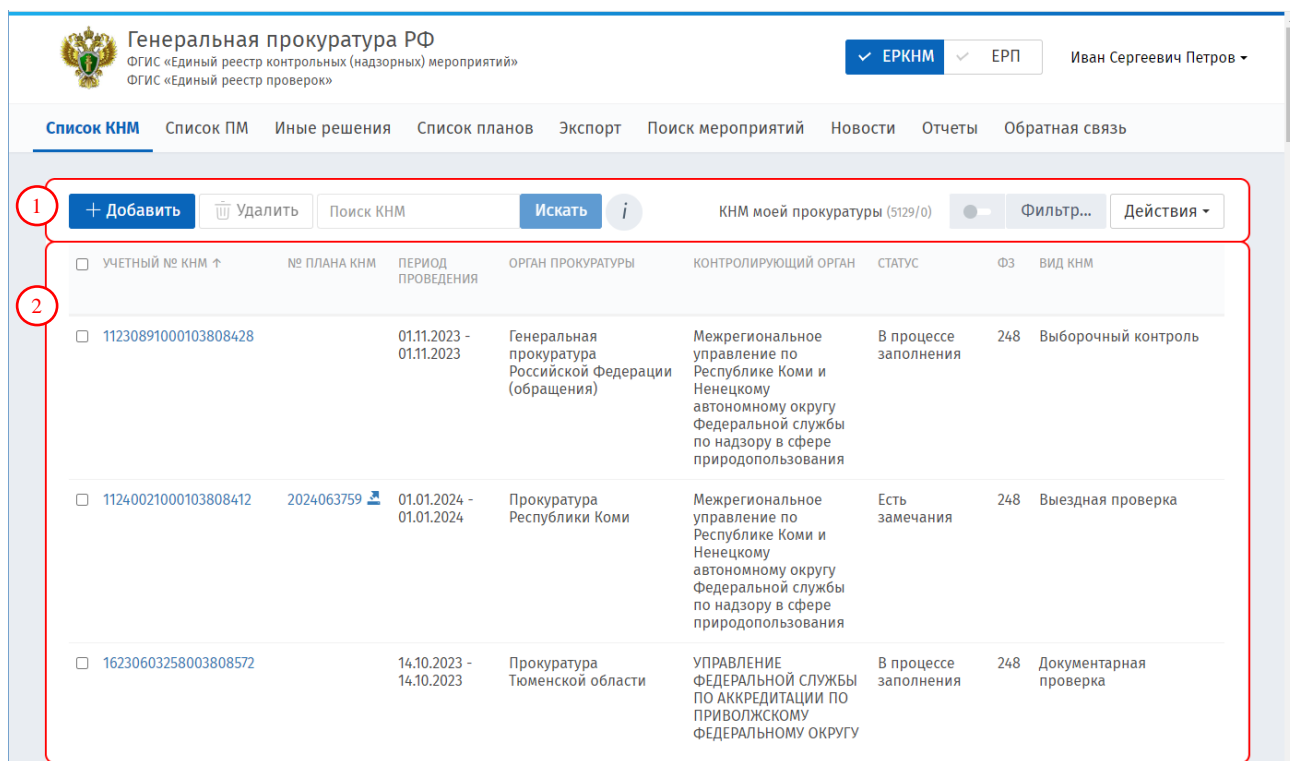 Генеральная прокуратура РФ
ФГИС «Единый реестр контрольных (надзорных) мероприятий»
ФГИС «Единый реестр проверок»
ЕРКНМ ЕРП Иван Сергеевич Петров
Список КНМ Список ПМ Иные решения Список планов Экспорт Поиск мероприятий Новости Отчеты Обратная связь
1
+ Добавить Удалить Поиск КНМ Искать i КНМ моей прокуратуры (5129/0) Фильтр... Действия
2
УЧЕТНЫЙ № КНМ ↑ № ПЛАНА КНМ ПЕРИОД ОРГАН ПРОКУРАТУРЫ КОНТРОЛИРУЮЩИЙ ОРГАН СТАТУС ФЗ ВИД КНМ
ПРОВЕДЕНИЯ
11230891000103808428 01.11.2023 - Генеральная Межрегиональное В процессе 248 Выборочный контроль
01.11.2023 прокуратура управление по заполнения
Российской Федерации Республике Коми и
(обращения) Ненецкому
автономному округу
Федеральной службы
по надзору в сфере
природопользования
11240021000103808412 2024063759 01.01.2024 - Прокуратура Межрегиональное Есть 248 Выездная проверка
01.01.2024 Республики Коми управление по замечания
Республике Коми и
Ненецкому
автономному округу
Федеральной службы
по надзору в сфере
природопользования
16230603258003808572 14.10.2023 - Прокуратура УПРАВЛЕНИЕ В процессе 248 Документарная
14.10.2023 Тюменской области ФЕДЕРАЛЬНОЙ СЛУЖБЫ заполнения проверка
ПО АККРЕДИТАЦИИ ПО
ПРИВОЛЖСКОМУ
ФЕДЕРАЛЬНОМУ ОКРУГУ